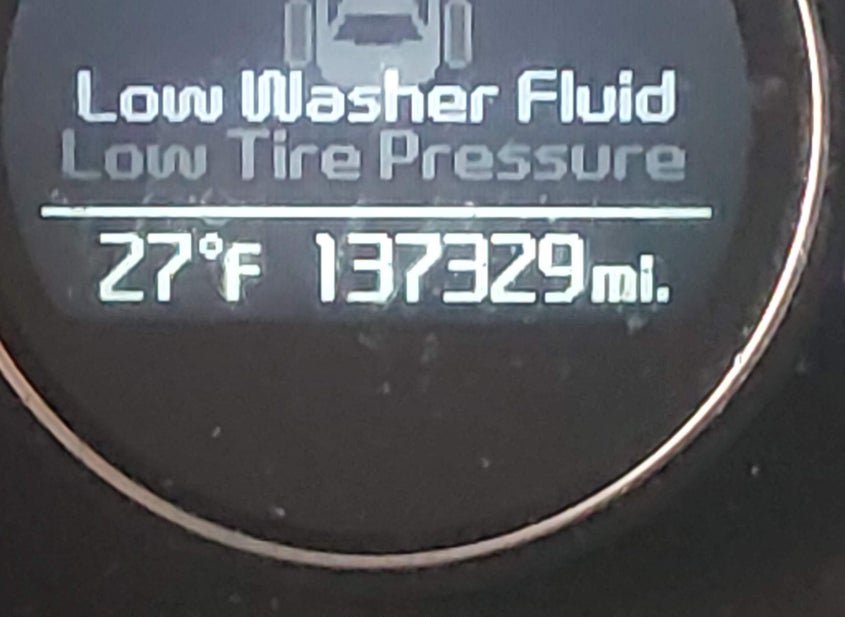 Low Washer Fluid
Low Tire Pressure
27°F 137329mi.